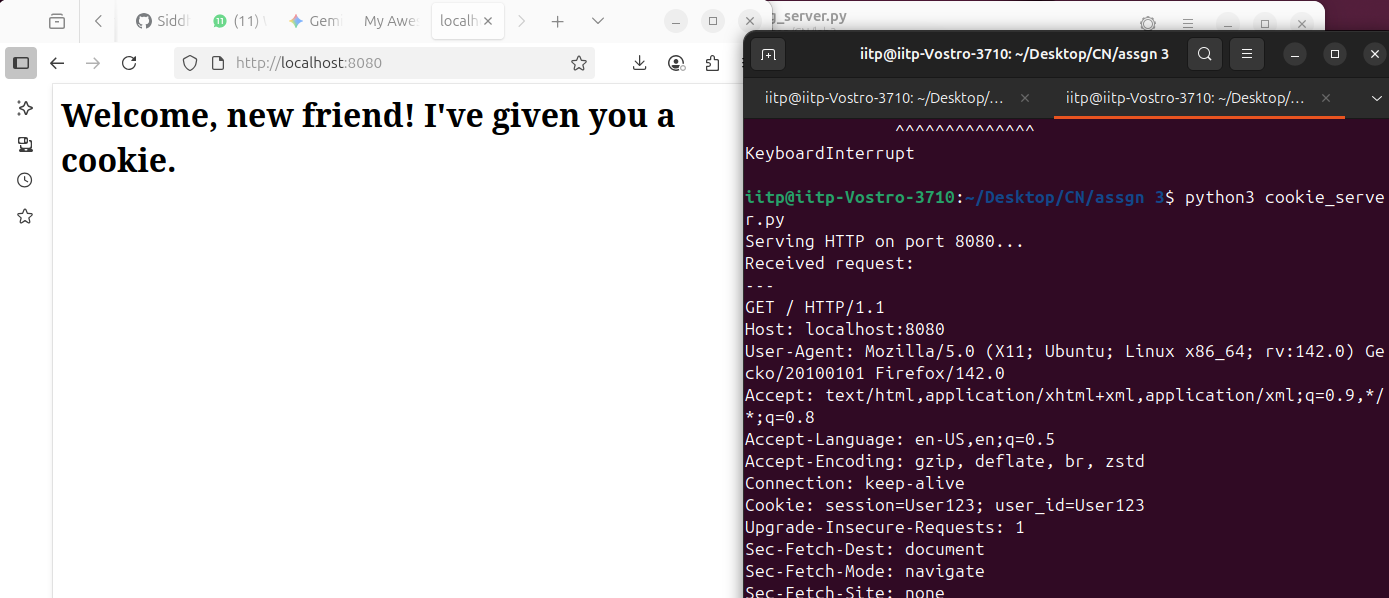 Siddl
(11)
Gem
My Awe
localh
g_server.py
http://localhost:8080
Welcome, new friend! I've given you a
cookie.
iitp@iitp-Vostro-3710: ~/Desktop/CN/assgn 3
iitp@iitp-Vostro-3710: ~/Desktop/...
iitp@iitp-Vostro-3710: ~/Desktop/...
^^^^^^^^^^^^^^
KeyboardInterrupt
iitp@iitp-Vostro-3710:~/Desktop/CN/assgn 3$ python3 cookie_serve
r.py
Serving HTTP on port 8080...
Received request:
---
GET / HTTP/1.1
Host: localhost:8080
User-Agent: Mozilla/5.0 (X11; Ubuntu; Linux x86_64; rv:142.0) Ge
cko/20100101 Firefox/142.0
Accept: text/html,application/xhtml+xml,application/xml;q=0.9,*/
*;q=0.8
Accept-Language: en-US,en;q=0.5
Accept-Encoding: gzip, deflate, br, zstd
Connection: keep-alive
Cookie: session=User123; user_id=User123
Upgrade-Insecure-Requests: 1
Sec-Fetch-Dest: document
Sec-Fetch-Mode: navigate
Sec-Fetch-Site: none